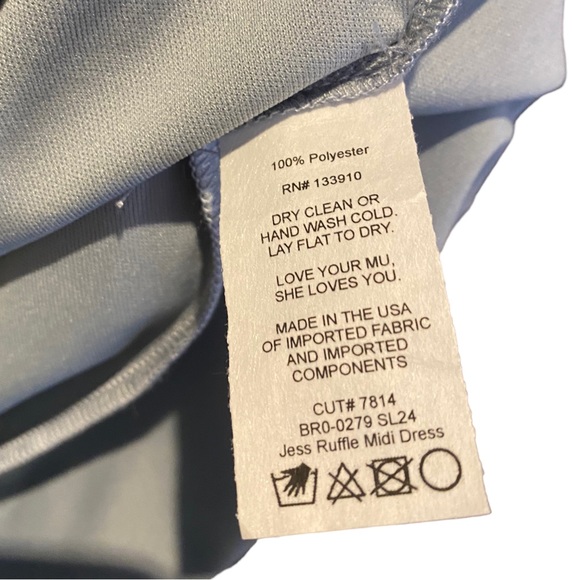 100% Polyester
RN# 133910
DRY CLEAN OR
HAND WASH COLD.
LAY FLAT TO DRY.
LOVE YOUR MU,
SHE LOVES YOU.
MADE IN THE USA
OF IMPORTED FABRIC
AND IMPORTED
COMPONENTS
CUT# 7814
BR0-0279 SL24
Jess Ruffle Midi Dress